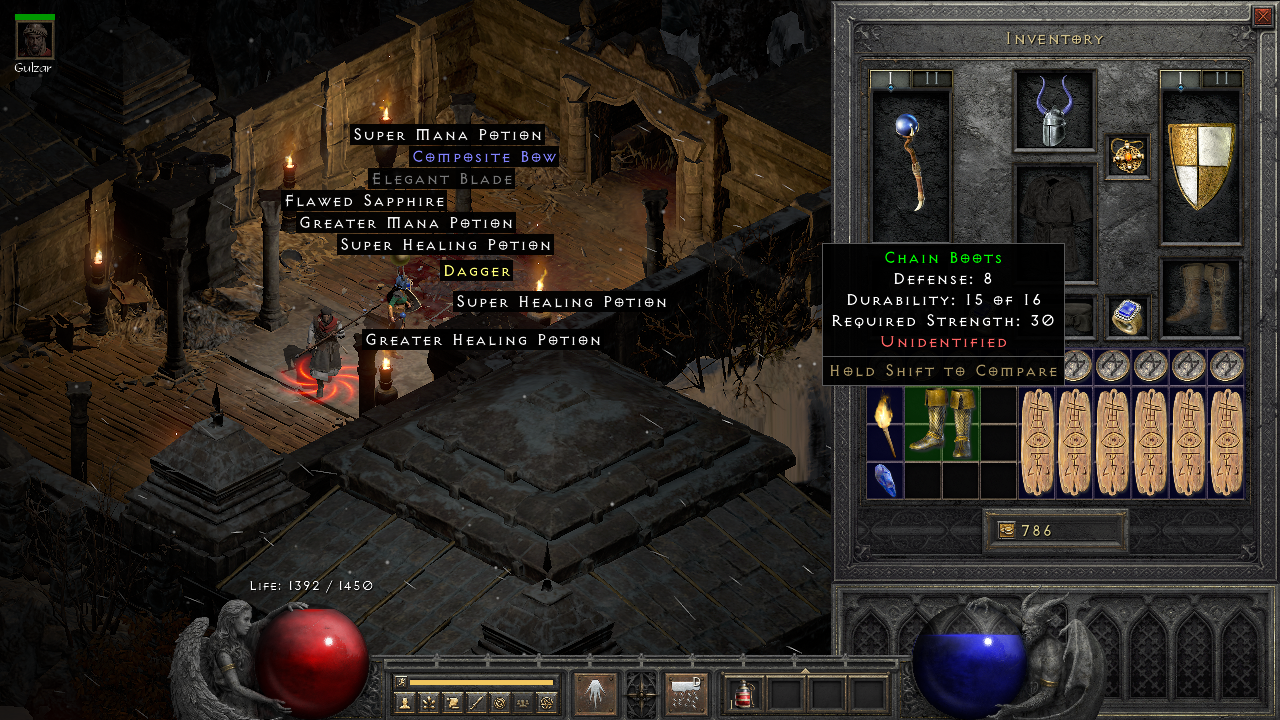 Gulzar
Inventory
I II
I II
Super Mana Potion
Composite Bow
Elegant Blade
Flawed Sapphire
Greater Mana Potion
Super Healing Potion
Dagger
Super Healing Potion
Greater Healing Potion
Chain Boots
Defense: 8
Durability: 15 of 16
Required Strength: 30
Unidentified
Hold Shift to Compare
786
Life: 1392 / 1450